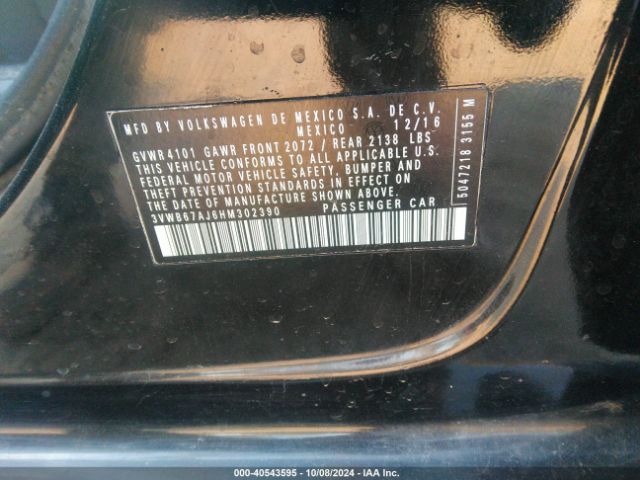 MFD BY VOLKSWAGEN DE MEXICO S.A. DE C.V.
MEXICO 12/16
GVWR 4101 GAWR FRONT 2072 / REAR 2138 LBS
THIS VEHICLE CONFORMS TO ALL APPLICABLE U.S.
FEDERAL MOTOR VEHICLE SAFETY, BUMPER AND
THEFT PREVENTION STANDARDS IN EFFECT ON
THE DATE OF MANUFACTURE SHOWN ABOVE.
3VWB67AJ6HM302390 PASSENGER CAR
5047218 3155 M
000-40543595 - 10/08/2024 - IAA Inc.